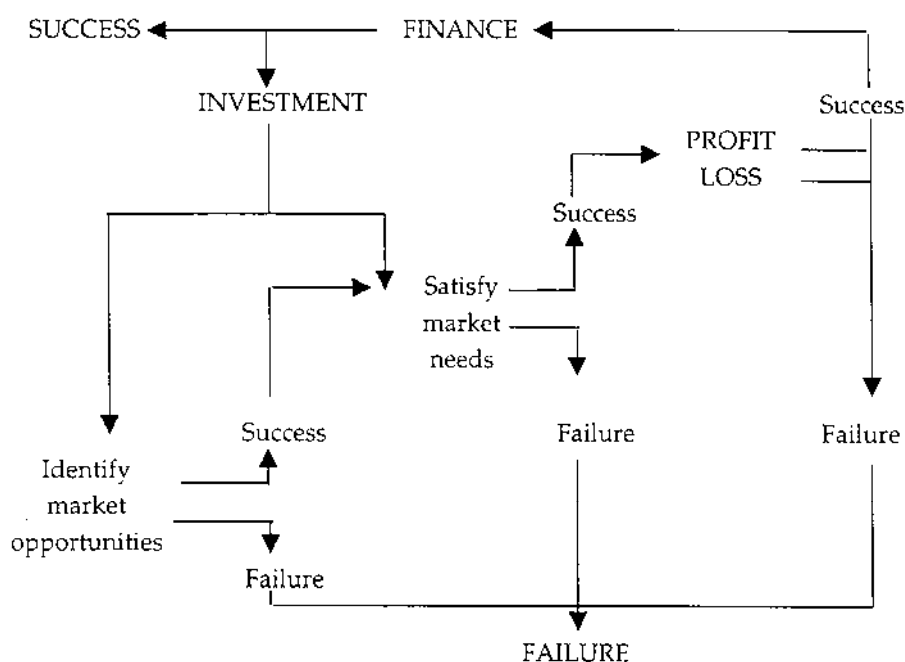 SUCCESS FINANCE
INVESTMENT
Success
PROFIT
LOSS
Success
Satisfy
market
needs
Success
Failure
Failure
Identify
market
opportunities
Failure
FAILURE